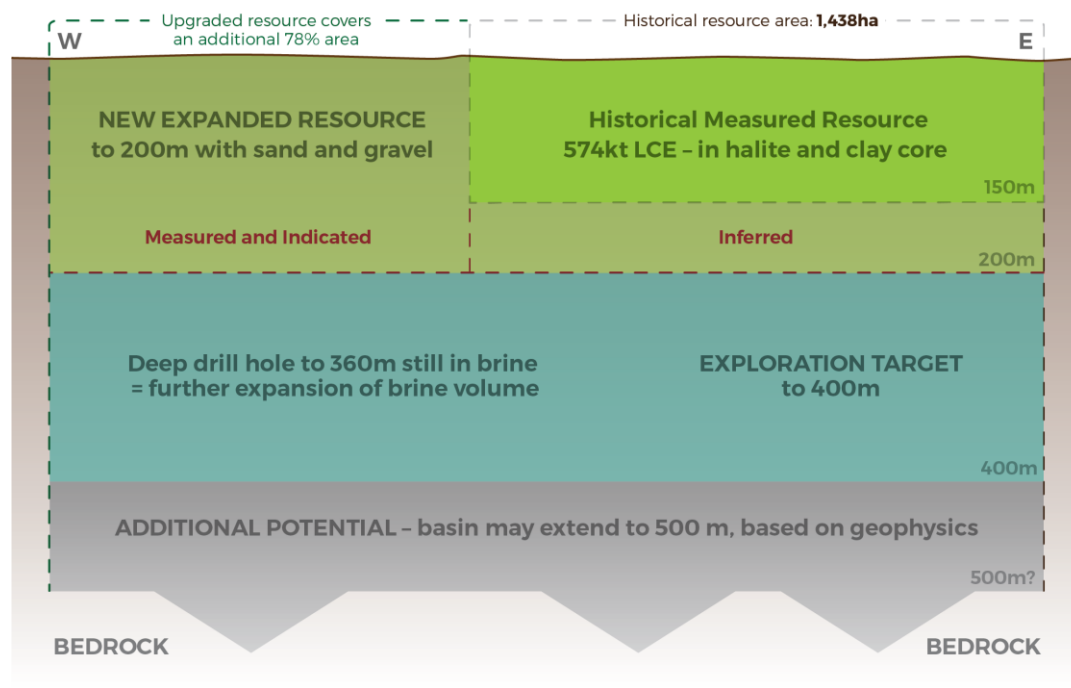 Upgraded resource covers
an additional 78% area
Historical resource area: 1,438ha
W
E
NEW EXPANDED RESOURCE
to 200m with sand and gravel
Historical Measured Resource
574kt LCE – in halite and clay core
150m
Measured and Indicated
Inferred
200m
Deep drill hole to 360m still in brine
= further expansion of brine volume
EXPLORATION TARGET
to 400m
400m
ADDITIONAL POTENTIAL – basin may extend to 500 m, based on geophysics
500m?
BEDROCK
BEDROCK